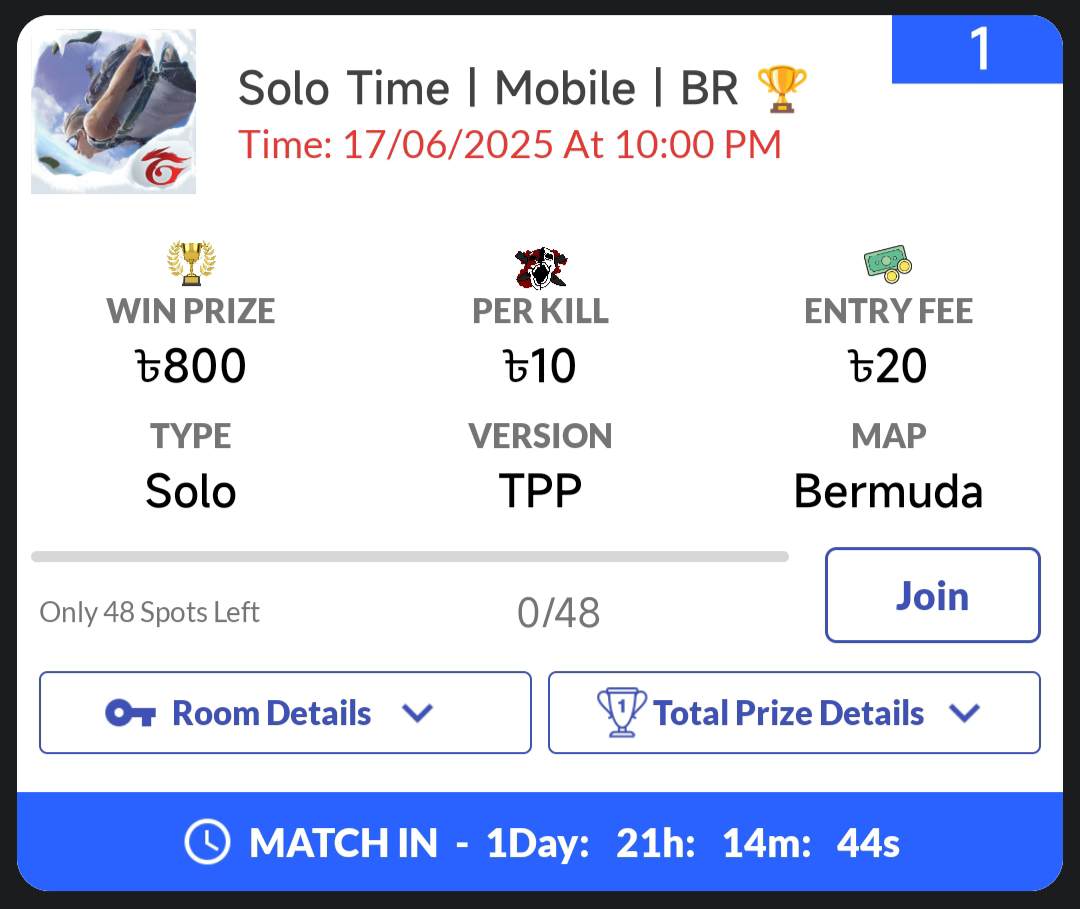 1
Solo Time | Mobile | BR 🏆
Time: 17/06/2025 At 10:00 PM
WIN PRIZE
৳800
PER KILL
৳10
ENTRY FEE
৳20
TYPE
Solo
VERSION
TPP
MAP
Bermuda
Only 48 Spots Left
0/48
Join
Room Details
1
Total Prize Details
MATCH IN - 1Day: 21h: 14m: 44s